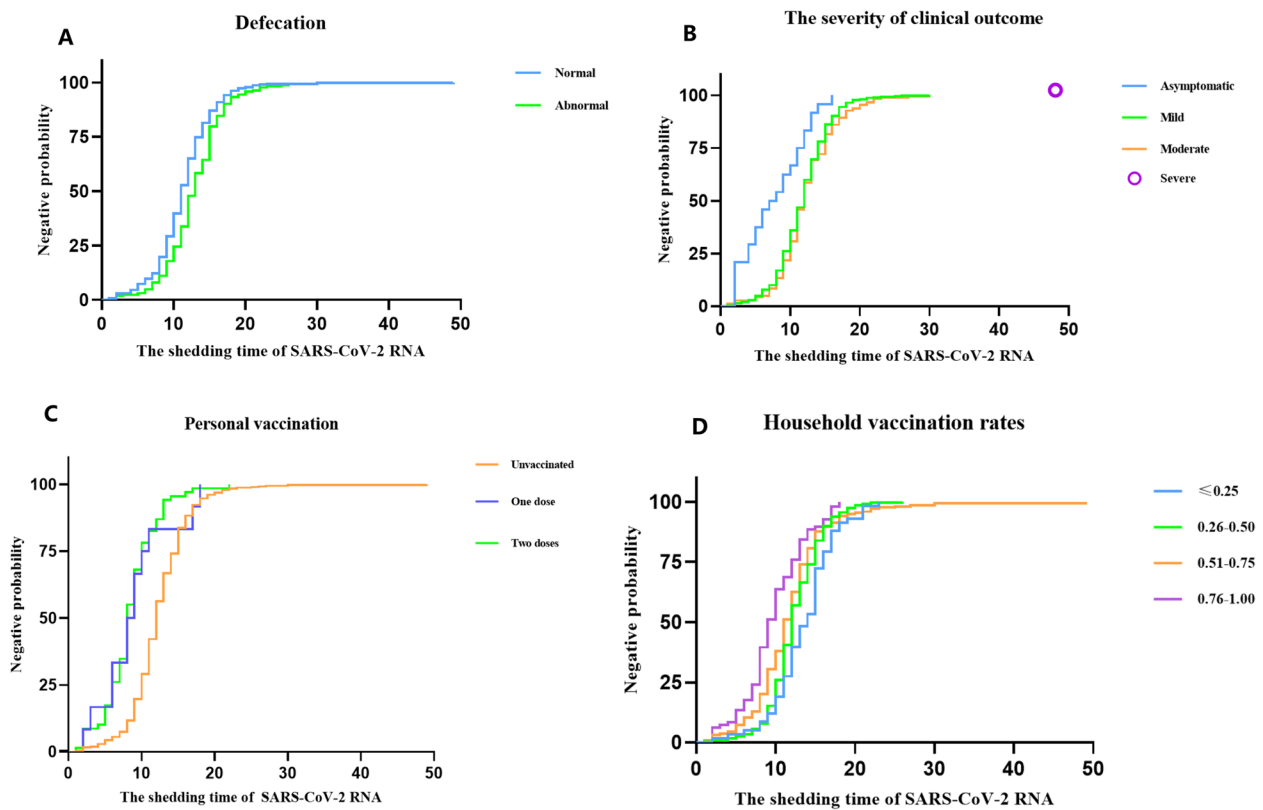 A
Defecation
Negative probability
100
75
50
25
0
0 10 20 30 40 50
The shedding time of SARS-CoV-2 RNA
Normal
Abnormal
B
The severity of clinical outcome
Negative probability
100
75
50
25
0
0 10 20 30 40 50
The shedding time of SARS-CoV-2 RNA
Asymptomatic
Mild
Moderate
Severe
C
Personal vaccination
Negative probability
100
75
50
25
0
0 10 20 30 40 50
The shedding time of SARS-CoV-2 RNA
Unvaccinated
One dose
Two doses
D
Household vaccination rates
Negative probability
100
75
50
25
0
0 10 20 30 40 50
The shedding time of SARS-CoV-2 RNA
⩽0.25
0.26-0.50
0.51-0.75
0.76-1.00